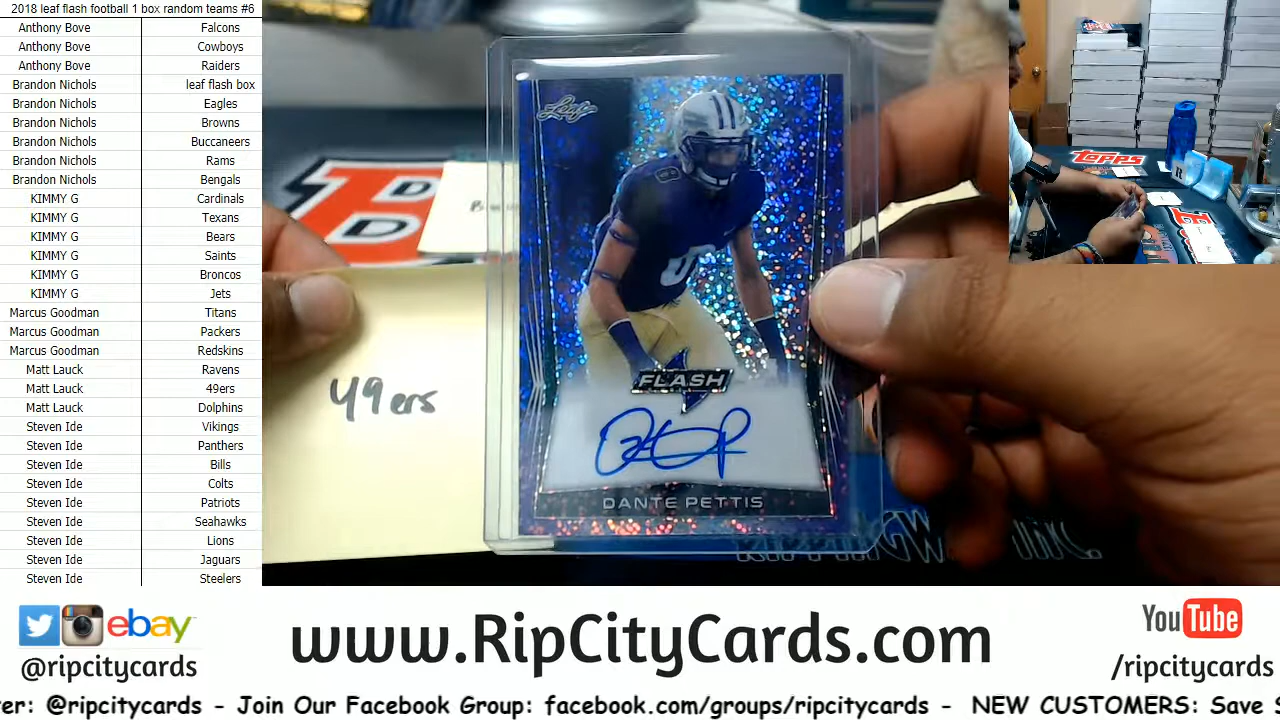 2018 leaf flash football 1 box random teams #6
Anthony Bove Falcons
Anthony Bove Cowboys
Anthony Bove Raiders
Brandon Nichols leaf flash box
Brandon Nichols Eagles
Brandon Nichols Browns
Brandon Nichols Buccaneers
Brandon Nichols Rams
Brandon Nichols Bengals
KIMMY G Cardinals
KIMMY G Texans
KIMMY G Bears
KIMMY G Saints
KIMMY G Broncos
KIMMY G Jets
Marcus Goodman Titans
Marcus Goodman Packers
Marcus Goodman Redskins
Matt Lauck Ravens
Matt Lauck 49ers
Matt Lauck Dolphins
Steven Ide Vikings
Steven Ide Panthers
Steven Ide Bills
Steven Ide Colts
Steven Ide Patriots
Steven Ide Seahawks
Steven Ide Lions
Steven Ide Jaguars
Steven Ide Steelers
Leaf
49ers
FLASH
DANTE PETTIS
Topps
ebay
@ripcitycards
www.RipCityCards.com
YouTube
/ripcitycards
er: @ripcitycards - Join Our Facebook Group: facebook.com/groups/ripcitycards - NEW CUSTOMERS: Save